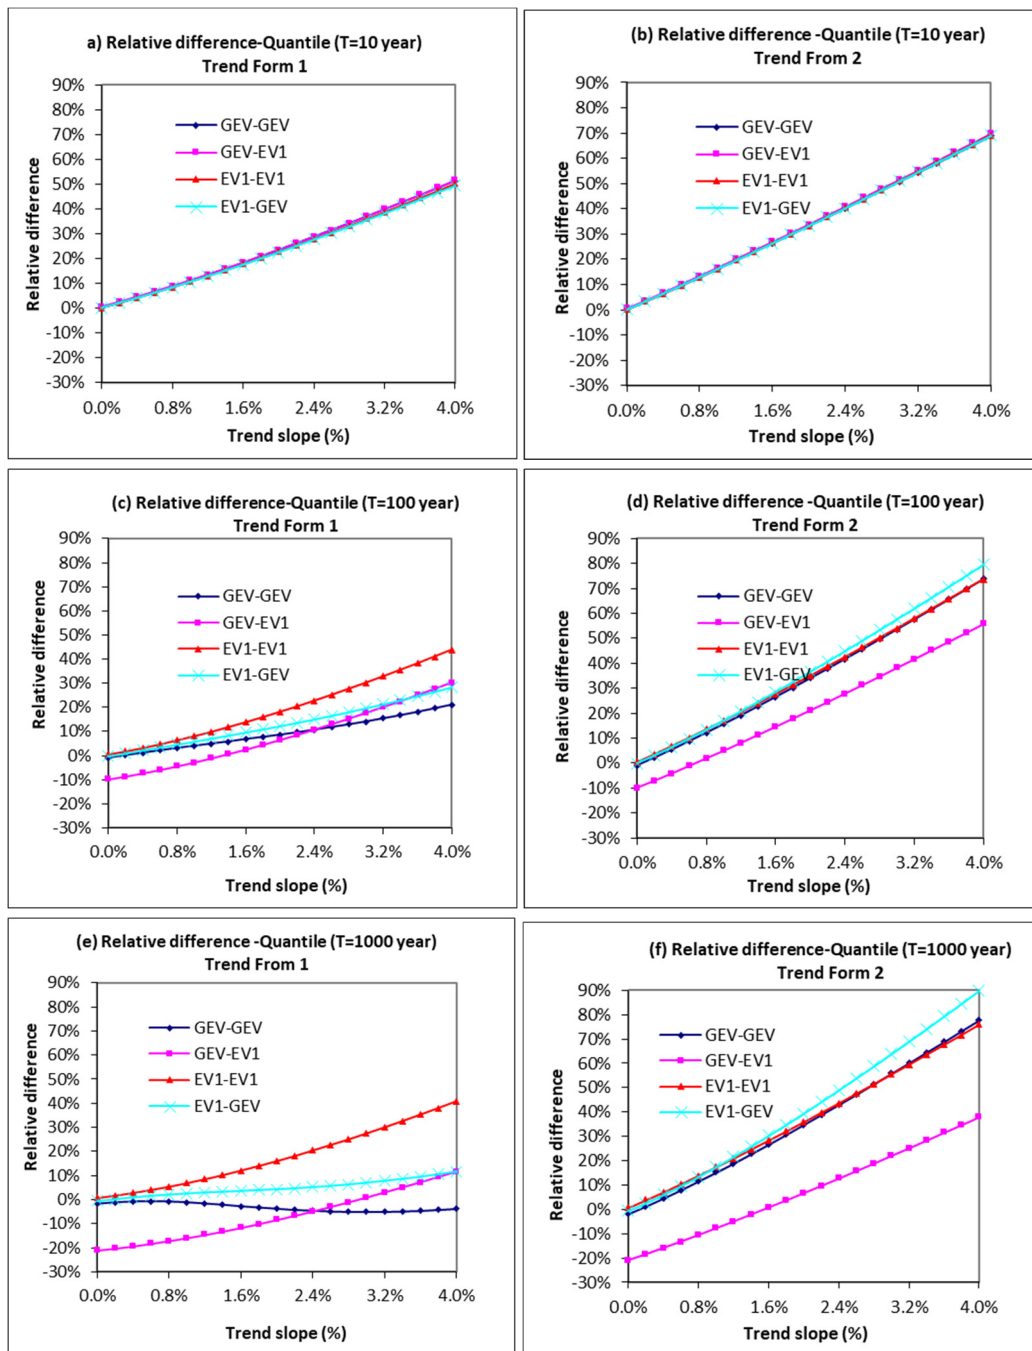 a) Relative difference-Quantile (T=10 year)
Trend Form 1
90%
80%
70%
60%
50%
40%
30%
20%
10%
0%
-10%
-20%
-30%
Relative difference
GEV-GEV
GEV-EV1
EV1-EV1
EV1-GEV
0.0% 0.8% 1.6% 2.4% 3.2% 4.0%
Trend slope (%)
(b) Relative difference -Quantile (T=10 year)
Trend From 2
90%
80%
70%
60%
50%
40%
30%
20%
10%
0%
-10%
-20%
-30%
Relative difference
GEV-GEV
GEV-EV1
EV1-EV1
EV1-GEV
0.0% 0.8% 1.6% 2.4% 3.2% 4.0%
Trend slope (%)
(c) Relative difference-Quantile (T=100 year)
Trend Form 1
90%
80%
70%
60%
50%
40%
30%
20%
10%
0%
-10%
-20%
-30%
Relative difference
GEV-GEV
GEV-EV1
EV1-EV1
EV1-GEV
0.0% 0.8% 1.6% 2.4% 3.2% 4.0%
Trend slope (%)
(d) Relative difference -Quantile (T=100 year)
Trend Form 2
90%
80%
70%
60%
50%
40%
30%
20%
10%
0%
-10%
-20%
-30%
Relative difference
GEV-GEV
GEV-EV1
EV1-EV1
EV1-GEV
0.0% 0.8% 1.6% 2.4% 3.2% 4.0%
Trend slope (%)
(e) Relative difference -Quantile (T=1000 year)
Trend From 1
90%
80%
70%
60%
50%
40%
30%
20%
10%
0%
-10%
-20%
-30%
Relative difference
GEV-GEV
GEV-EV1
EV1-EV1
EV1-GEV
0.0% 0.8% 1.6% 2.4% 3.2% 4.0%
Trend slope (%)
(f) Relative difference-Quantile (T=1000 year)
Trend Form 2
90%
80%
70%
60%
50%
40%
30%
20%
10%
0%
-10%
-20%
-30%
Relative difference
GEV-GEV
GEV-EV1
EV1-EV1
EV1-GEV
0.0% 0.8% 1.6% 2.4% 3.2% 4.0%
Trend slope (%)